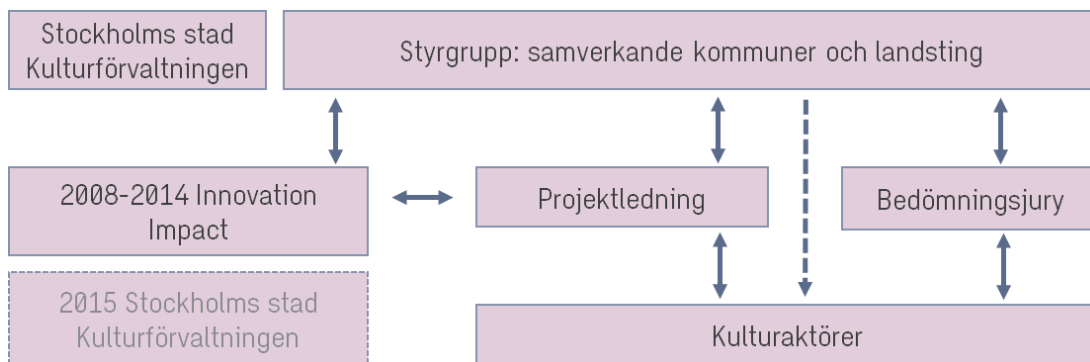 Stockholms stad
Kulturförvaltningen
Styrgrupp: samverkande kommuner och landsting
2008-2014 Innovation
Impact
Projektledning
Bedömningsjury
2015 Stockholms stad
Kulturförvaltningen
Kulturaktörer